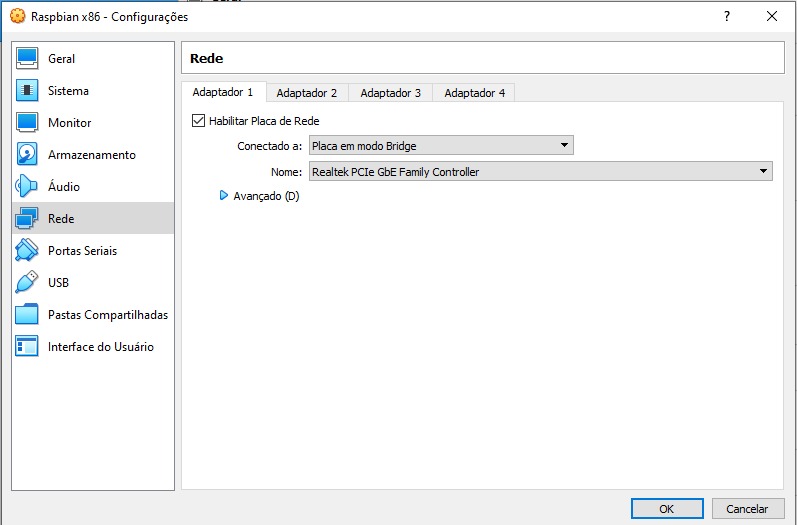 Raspbian x86 - Configurações
?
Geral
Sistema
Monitor
Armazenamento
Áudio
Rede
Portas Seriais
USB
Pastas Compartilhadas
Interface do Usuário
Rede
Adaptador 1 Adaptador 2 Adaptador 3 Adaptador 4
Habilitar Placa de Rede
Conectado a: Placa em modo Bridge
Nome: Realtek PCIe GbE Family Controller
Avançado (D)
OK Cancelar